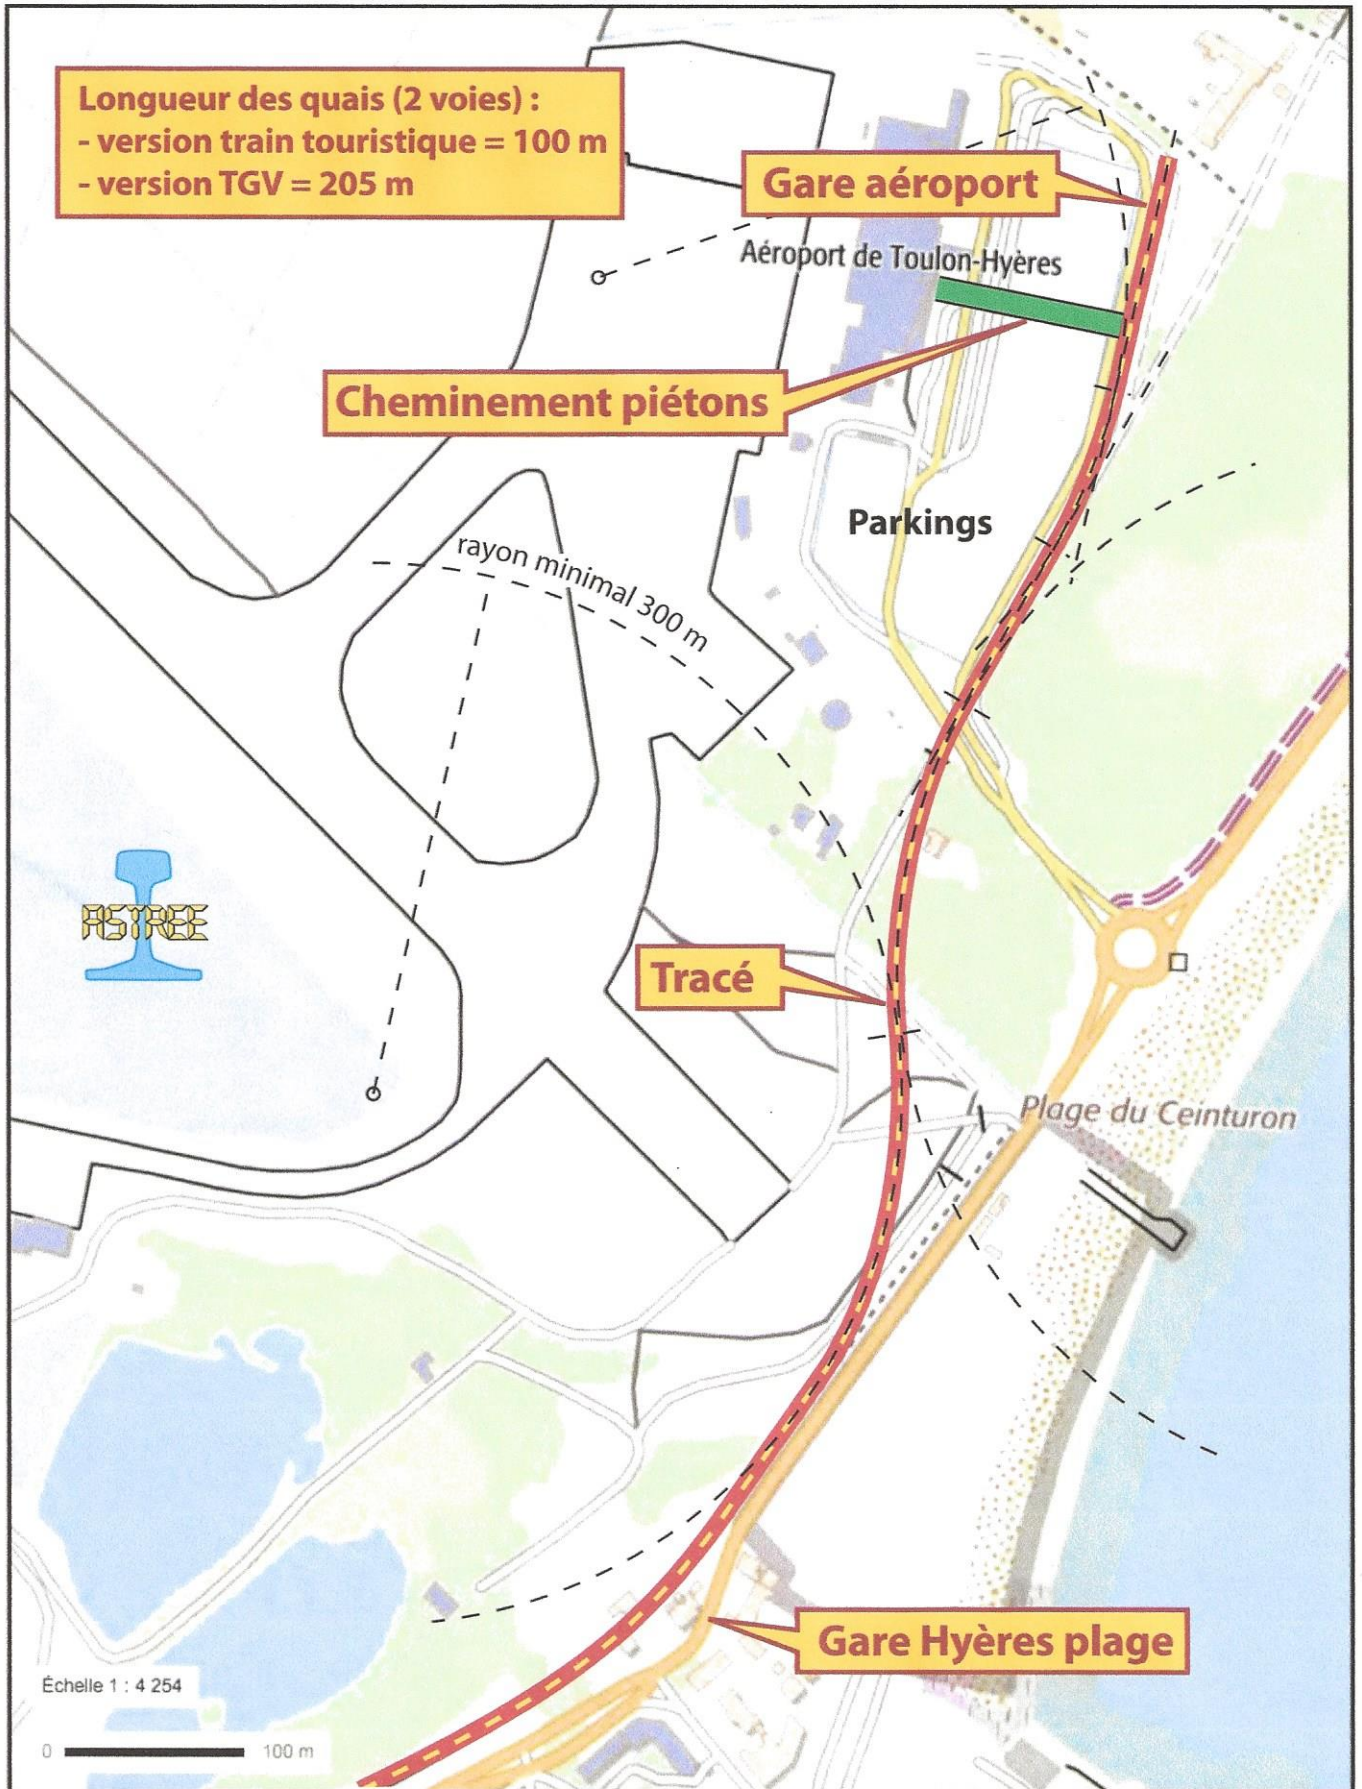 Longueur des quais (2 voies) :
- version train touristique = 100 m
- version TGV = 205 m
Gare aéroport
Aéroport de Toulon-Hyères
Cheminement piétons
Parkings
rayon minimal 300 m
ASTREE
Tracé
Plage du Ceinturon
Gare Hyères plage
Échelle 1 : 4 254
0 100 m